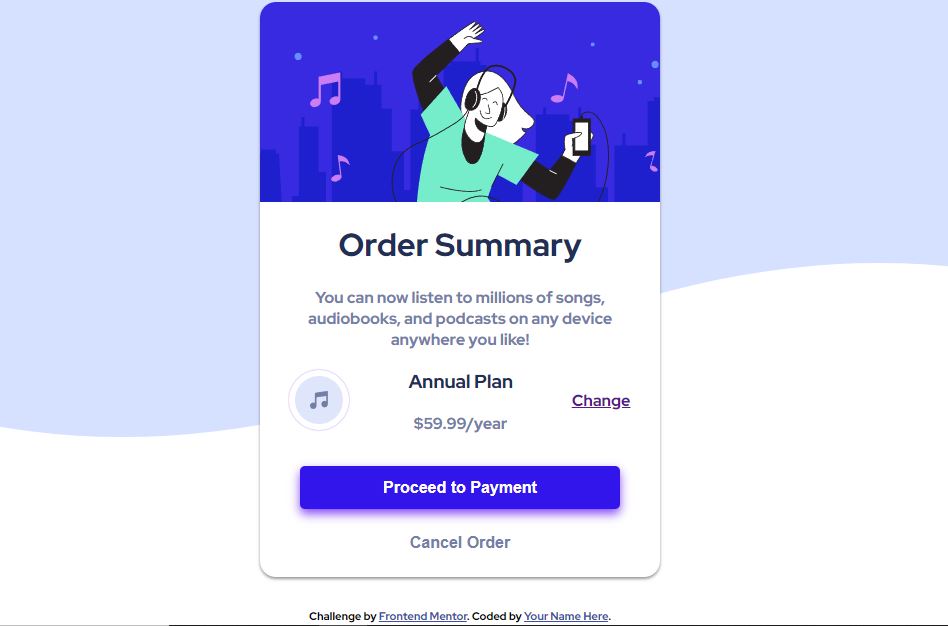 Order Summary
You can now listen to millions of songs,
audiobooks, and podcasts on any device
anywhere you like!
Annual Plan
Change
$59.99/year
Proceed to Payment
Cancel Order
Challenge by Frontend Mentor. Coded by Your Name Here.